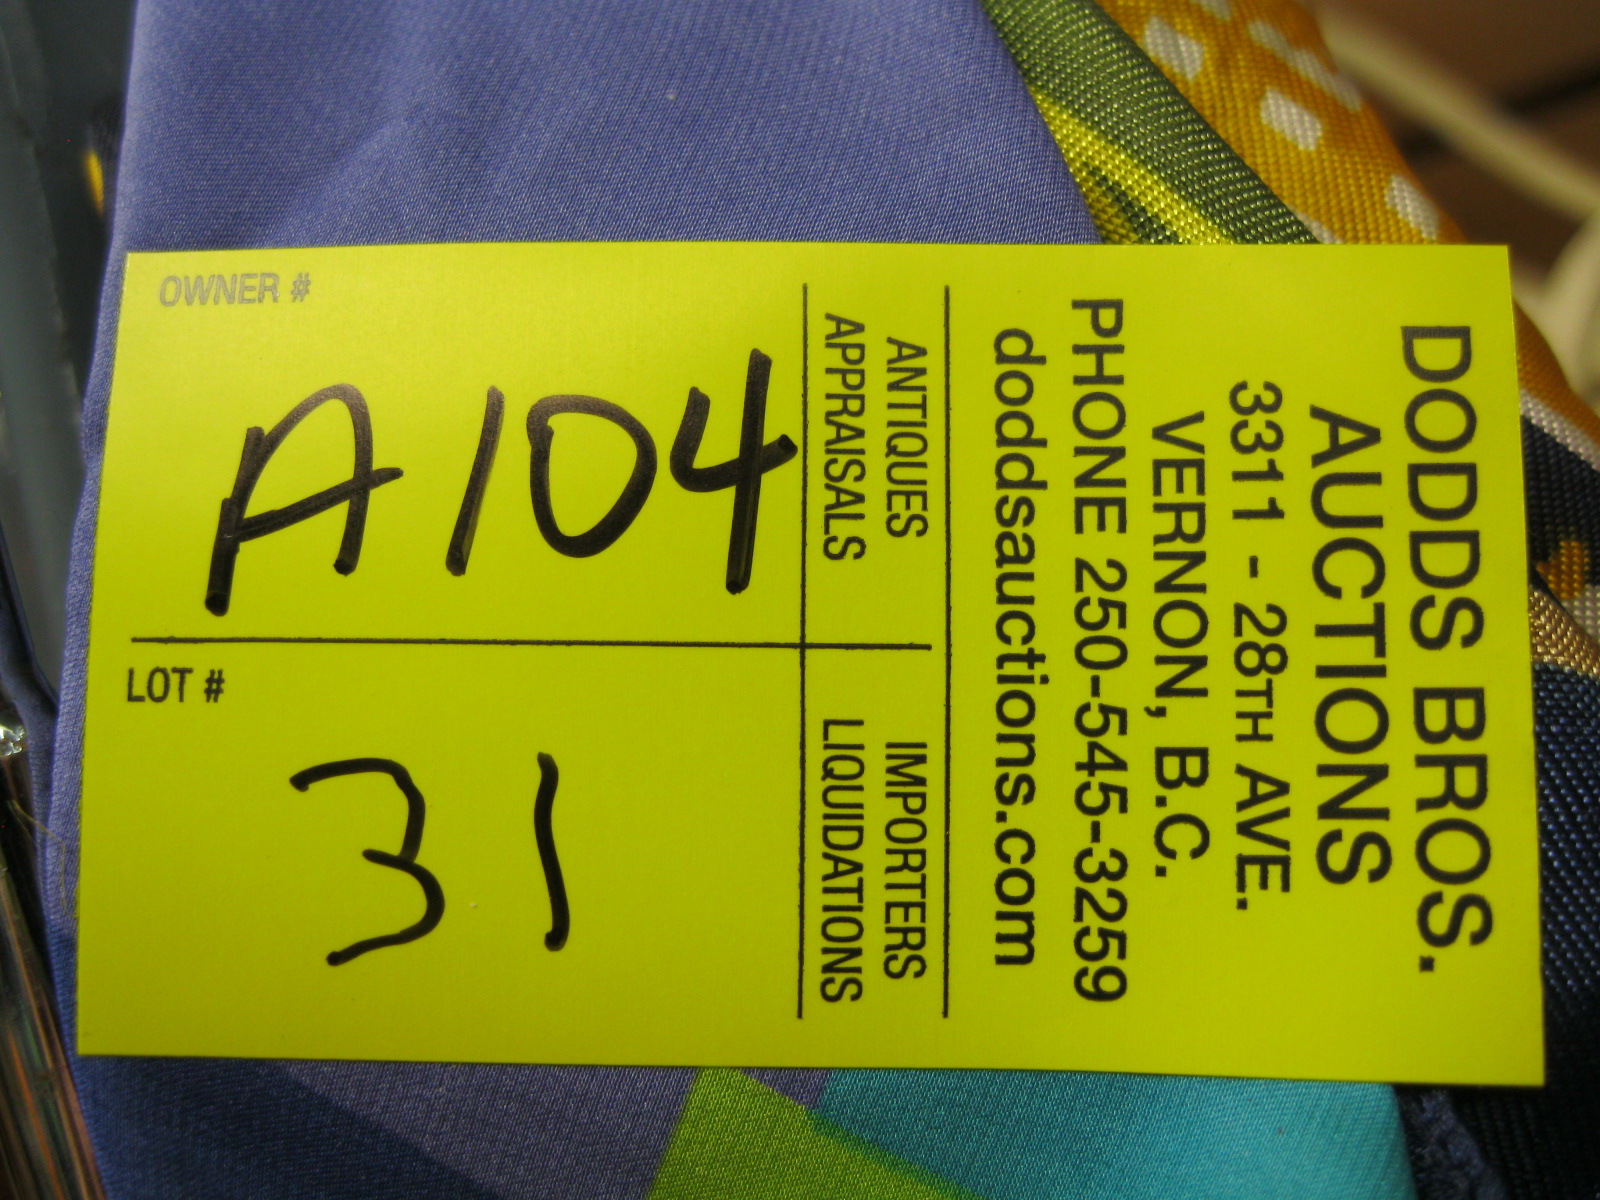 DODDS BROS.
AUCTIONS
3311 - 28TH AVE.
VERNON, B.C.
PHONE 250-545-3259
doddsauctions.com
ANTIQUES IMPORTERS
APPRAISALS LIQUIDATIONS
OWNER #
A104
LOT #
31